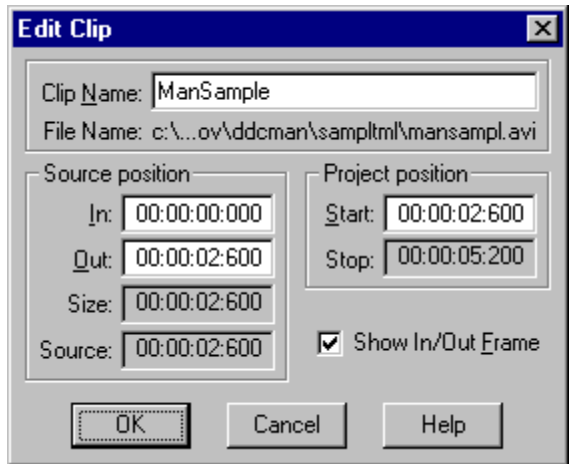 Edit Clip
Clip Name: ManSample
File Name: c:\...ov\ddcman\sampltml\mansampl.avi
Source position
In: 00:00:00:000
Out: 00:00:02:600
Size: 00:00:02:600
Source: 00:00:02:600
Project position
Start: 00:00:02:600
Stop: 00:00:05:200
Show In/Out Frame
OK Cancel Help